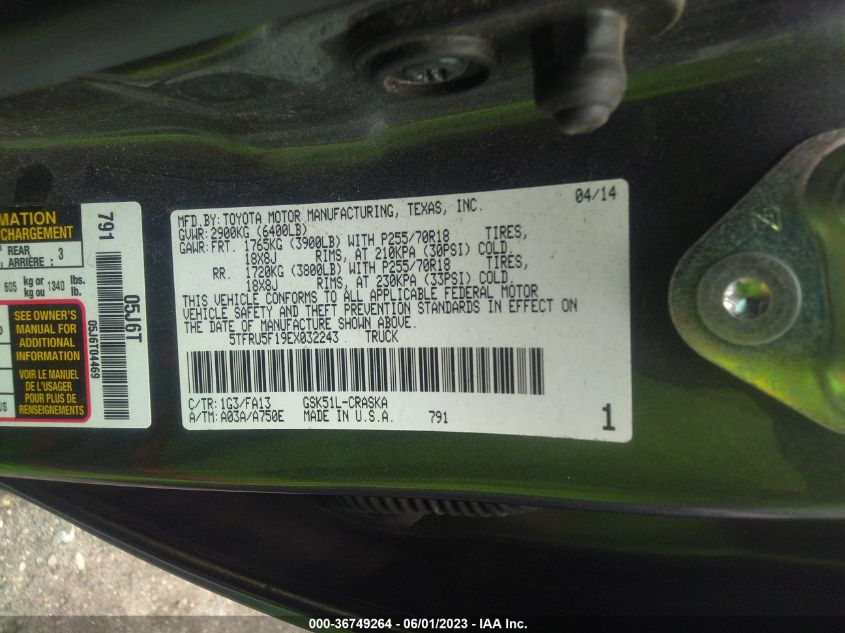 MATION
CHARGEMENT
REAR
ARRIÈRE : 3
605 kg or kg ou 1340 lbs. lb.
SEE OWNER'S
MANUAL FOR
ADDITIONAL
INFORMATION
VOIR LE MANUEL
DE L'USAGER
POUR PLUS DE
RENSEIGNEMENTS
US
791
05J6T
05J6T04469
MFD.BY:TOYOTA MOTOR MANUFACTURING, TEXAS, INC. 04/14
GVWR:2900KG (6400LB)
GAWR:FRT. 1765KG (3900LB) WITH P255/70R18 TIRES,
18X8J RIMS, AT 210KPA (30PSI) COLD
RR. 1720KG (3800LB) WITH P255/70R18 TIRES,
18X8J RIMS, AT 230KPA (33PSI) COLD.
THIS VEHICLE CONFORMS TO ALL APPLICABLE FEDERAL MOTOR
VEHICLE SAFETY AND THEFT PREVENTION STANDARDS IN EFFECT ON
THE DATE OF MANUFACTURE SHOWN ABOVE.
5TFRU5F19EX032243 TRUCK
C/TR:1G3/FA13 GSK51L-CRASKA
A/TM:A03A/A750E MADE IN U.S.A. 791 1
000-36749264 - 06/01/2023 - IAA Inc.